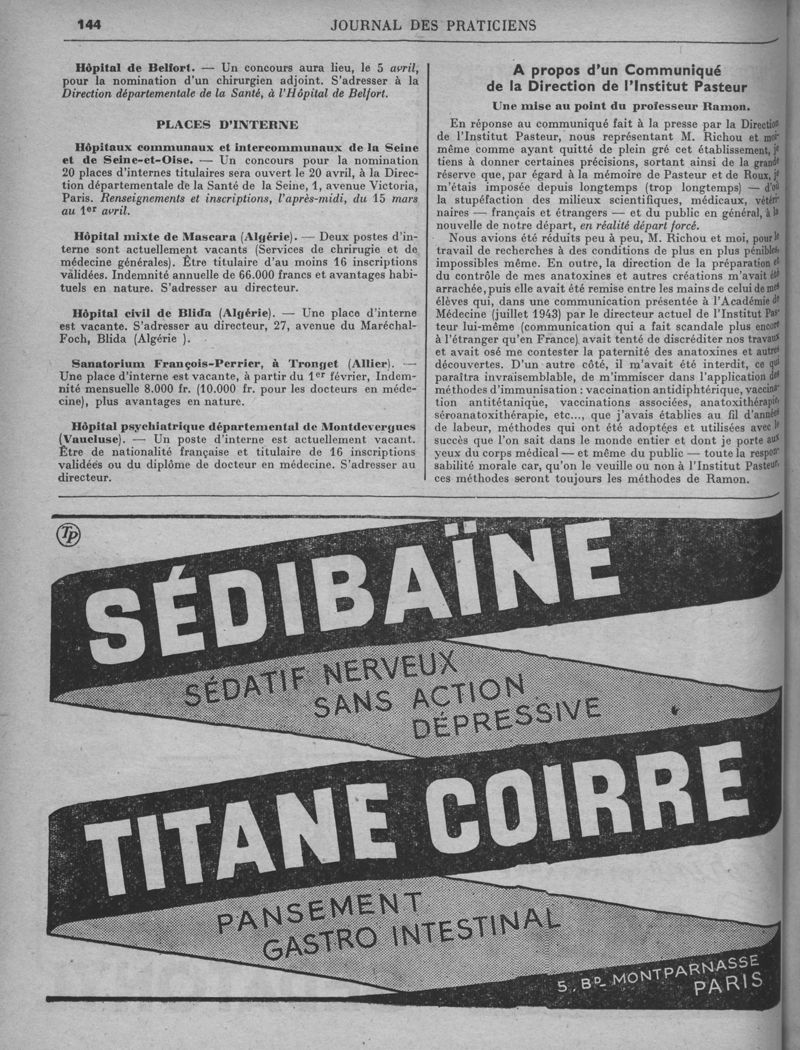 144
JOURNAL DES PRATICIENS
Hôpital de Belfort. — Un concours aura lieu, le 5 avril,
pour la nomination d'un chirurgien adjoint. S'adresser à la
Direction départementale de la Santé, à l'Hôpital de Belfort.
PLACES D'INTERNE
Hôpitaux communaux et intercommunaux de la Seine
et de Seine-et-Oise. — Un concours pour la nomination
20 places d'internes titulaires sera ouvert le 20 avril, à la Direc-
tion départementale de la Santé de la Seine, 1, avenue Victoria,
Paris. Renseignements et inscriptions, l'après-midi, du 15 mars
au 1er avril.
Hôpital mixte de Mascara (Algérie). — Deux postes d'in-
terne sont actuellement vacants (Services de chrirugie et de
médecine générales). Être titulaire d'au moins 16 inscriptions
válidées. Indemnité annuelle de 66.000 francs et avantages habi-
tuels en nature. S'adresser au directeur.
Hôpital civil de Blida (Algérie). — Une place d'interne
est vacante. S'adresser au directeur, 27, avenue du Maréchal-
Foch, Blida (Algérie ).
Sanatorium François-Perrier, à Tronget (Allier). —
Une place d'interne est vacante, à partir du 1er février, Indem-
nité mensuelle 8.000 fr. (10.000 fr. pour les docteurs en méde-
cine), plus avantages en nature.
Hôpital psychiatrique départemental de Montdevergues
(Vaucluse). — Un poste d'interne est actuellement vacant.
Être de nationalité française et titulaire de 16 inscriptions
validées ou du diplôme de docteur en médecine. S'adresser au
directeur.
A propos d'un Communiqué
de la Direction de l'Institut Pasteur
Une mise au point du professeur Ramon.
En réponse au communiqué fait à la presse par la Direction
de l'Institut Pasteur, nous représentant M. Richou et moi-
même comme ayant quitté de plein gré cet établissement, je
tiens à donner certaines précisions, sortant ainsi de la grande
réserve que, par égard à la mémoire de Pasteur et de Roux, je
m'étais imposée depuis longtemps (trop longtemps) — d'où
la stupéfaction des milieux scientifiques, médicaux, vétéri-
naires — français et étrangers — et du public en général, à la
nouvelle de notre départ, en réalité départ forcé.
Nous avions été réduits peu à peu, M. Richou et moi, pour le
travail de recherches à des conditions de plus en plus pénibles,
impossibles même. En outre, la direction de la préparation et
du contrôle de mes anatoxines et autres créations m'avait été
arrachée, puis elle avait été remise entre les mains de celui de mes
élèves qui, dans une communication présentée à l'Académie de
Médecine (juillet 1943) par le directeur actuel de l'Institut Pas-
teur lui-même (communication qui a fait scandale plus encore
à l'étranger qu'en France), avait tenté de discréditer nos travaux
et avait osé me contester la paternité des anatoxines et autres
découvertes. D'un autre côté, il m'avait été interdit, ce qui
paraîtra invraisemblable, de m'immiscer dans l'application des
méthodes d'immunisation : vaccination antidiphtérique, vaccina-
tion antitétanique, vaccinations associées, anatoxithérapie,
séroanatoxithérapie, etc..., que j'avais établies au fil d'années
de labeur, méthodes qui ont été adoptées et utilisées avec le
succès que l'on sait dans le monde entier et dont je porte aux
yeux du corps médical — et même du public — toute la respon-
sabilité morale car, qu'on le veuille ou non à l'Institut Pasteur,
ces méthodes seront toujours les méthodes de Ramon.
TP
SÉDIBAÏNE
SÉDATIF NERVEUX
SANS ACTION
DÉPRESSIVE
TITANE COIRRE
PANSEMENT
GASTRO INTESTINAL
5, BD MONTPARNASSE
PARIS